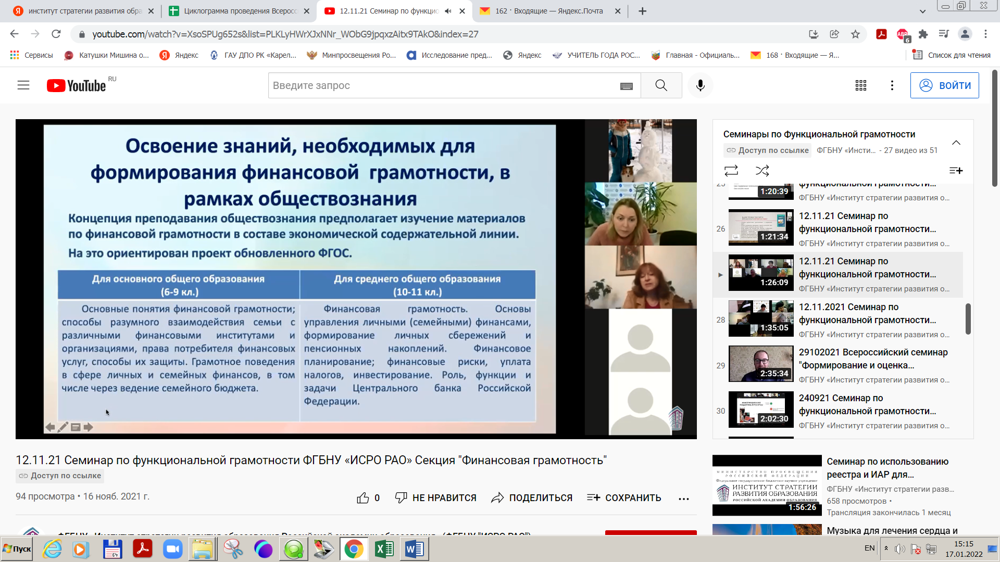 институт стратегии развития обра
Циклограмма проведения Всеросс
12.11.21 Семинар по функцио
162 · Входящие — Яндекс.Почта
youtube.com/watch?v=XsoSPUg652s&list=PLKLyHWrXJxNNr_WObG9jpqxzAitx9TAkO&index=27
ABP
6
Сервисы
Катушки Мишина о...
Яндекс
ГАУ ДПО РК «Карел...
Минпросвещения Ро...
Исследование пред...
Яндекс
УЧИТЕЛЬ ГОДА РОС...
Главная - Официаль...
168 · Входящие — Я...
Список для чтения
YouTube RU
Введите запрос
ВОЙТИ
Освоение знаний, необходимых для
формирования финансовой грамотности, в
рамках обществознания
Концепция преподавания обществознания предполагает изучение материалов
по финансовой грамотности в составе экономической содержательной линии.
На это ориентирован проект обновленного ФГОС.
Для основного общего образования
(6-9 кл.)
Основные понятия финансовой грамотности;
способы разумного взаимодействия семьи с
различными финансовыми институтами и
организациями, права потребителя финансовых
услуг, способы их защиты. Грамотное поведения
в сфере личных и семейных финансов, в том
числе через ведение семейного бюджета.
Для среднего общего образования
(10-11 кл.)
Финансовая грамотность. Основы
управления личными (семейными) финансами,
формирование личных сбережений и
пенсионных накоплений. Финансовое
планирование; финансовые риски, уплата
налогов, инвестирование. Роль, функции и
задачи Центрального банка Российской
Федерации.
Семинары по Функциональной грамотности
Доступ по ссылке
ФГБНУ «Инсти... - 27 видео из 51
25
1:20:39
функциональной грамотности...
ФГБНУ «Институт стратегии развития о...
26
1:21:34
12.11.21 Семинар по
функциональной грамотности...
ФГБНУ «Институт стратегии развития о...
1:26:09
12.11.21 Семинар по
функциональной грамотности...
ФГБНУ «Институт стратегии развития о...
28
1:35:05
12.11.2021 Семинар по
функциональной грамотности...
ФГБНУ «Институт стратегии развития о...
29
2:35:34
29102021 Всероссийский семинар
"Формирование и оценка...
ФГБНУ «Институт стратегии развития о...
30
2:02:30
240921 Семинар по
функциональной грамотности...
ФГБНУ «Институт стратегии развития о...
12.11.21 Семинар по функциональной грамотности ФГБНУ «ИСРО РАО» Секция "Финансовая грамотность"
Доступ по ссылке
94 просмотра • 16 нояб. 2021 г.
0
НЕ НРАВИТСЯ
ПОДЕЛИТЬСЯ
СОХРАНИТЬ
МИНИСТЕРСТВО ПРОСВЕЩЕНИЯ
РОССИЙСКОЙ ФЕДЕРАЦИИ
Федеральное государственное бюджетное научное учреждение
ИНСТИТУТ СТРАТЕГИИ
РАЗВИТИЯ ОБРАЗОВАНИЯ
РОССИЙСКОЙ АКАДЕМИИ ОБРАЗОВАНИЯ
1:56:26
Семинар по использованию
реестра и ИАР для...
ФГБНУ «Институт стратегии разв...
658 просмотров •
Трансляция закончилась 1 месяц
Музыка для лечения сердца и
Пуск
64
EN
15:15
17.01.2022